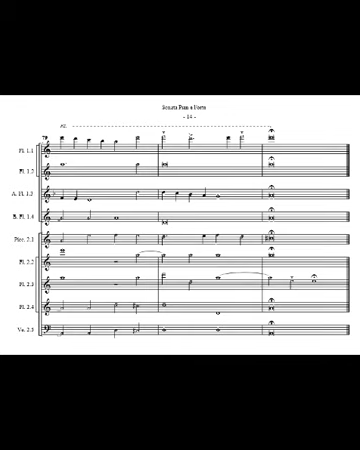 Sonata Pian e Forte
- 14 -
78
Fl. 1.1
Fl. 1.2
A. Fl. 1.3
B. Fl. 1.4
Picc. 2.1
Fl. 2.2
Fl. 2.3
Fl. 2.4
Vc. 2.5